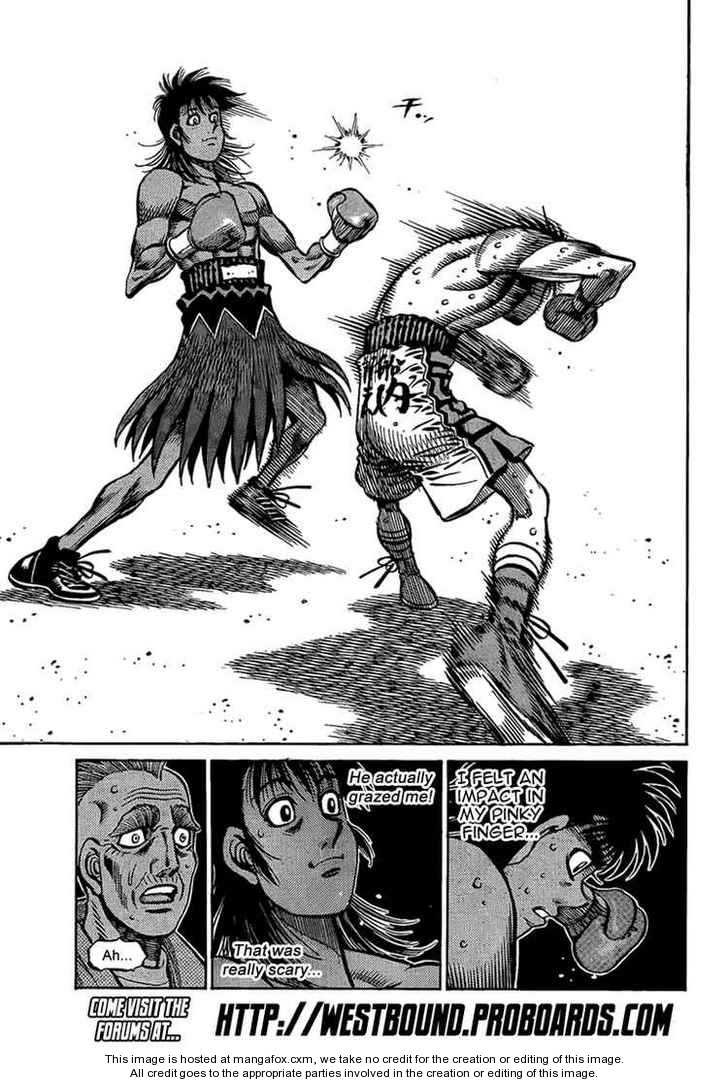 チッ
He actually
grazed me!
I FELT AN
IMPACT IN
MY PINKY
FINGER...
Ah...
That was
really scary...
COME VISIT THE
FORUMS AT...
HTTP://WESTBOUND.PROBOARDS.COM
This image is hosted at mangafox.cxm, we take no credit for the creation or editing of this image.
All credit goes to the appropriate parties involved in the creation or editing of this image.